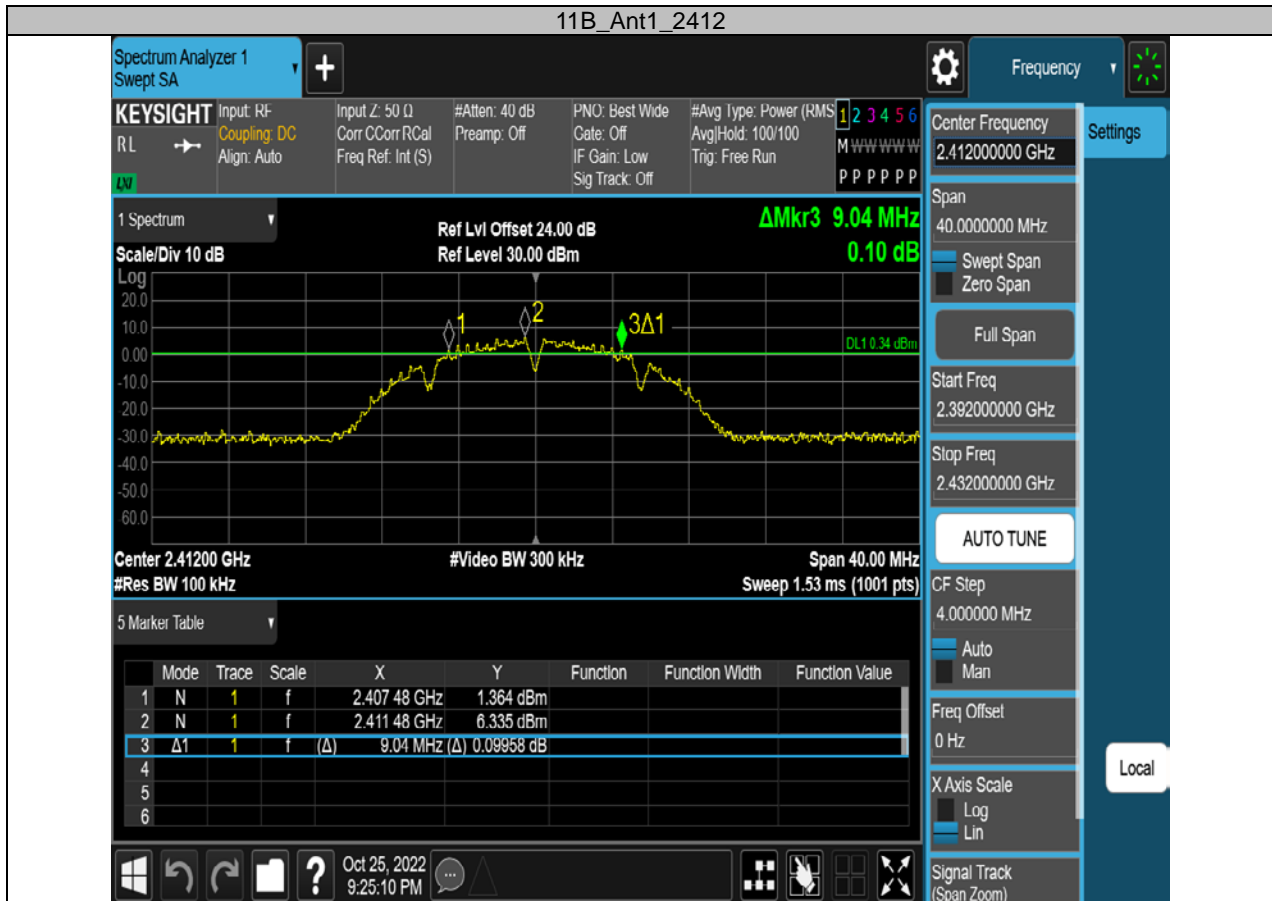 11B_Ant1_2412
Spectrum Analyzer 1
Swept SA
+
Frequency
KEYSIGHT
RL
LXI
Input: RF
Coupling: DC
Align: Auto
Input Z: 50 Ω
Corr CCorr RCal
Freq Ref: Int (S)
#Atten: 40 dB
Preamp: Off
PNO: Best Wide
Gate: Off
IF Gain: Low
Sig Track: Off
#Avg Type: Power (RMS
Avg|Hold: 100/100
Trig: Free Run
1 2 3 4 5 6
M W W W W W
P P P P P P
1 Spectrum
Scale/Div 10 dB
Ref Lvl Offset 24.00 dB
Ref Level 30.00 dBm
ΔMkr3 9.04 MHz
0.10 dB
Log
20.0
10.0
0.00
-10.0
-20.0
-30.0
-40.0
-50.0
60.0
1
2
3Δ1
DL1 0.34 dBm
Center 2.41200 GHz
#Video BW 300 kHz
Span 40.00 MHz
#Res BW 100 kHz
Sweep 1.53 ms (1001 pts)
5 Marker Table
Mode Trace Scale X Y Function Function Width Function Value
1 N 1 f 2.407 48 GHz 1.364 dBm
2 N 1 f 2.411 48 GHz 6.335 dBm
3 Δ1 1 f (Δ) 9.04 MHz (Δ) 0.09958 dB
4
5
6
?
Oct 25, 2022
9:25:10 PM
Center Frequency
2.412000000 GHz
Settings
Span
40.0000000 MHz
Swept Span
Zero Span
Full Span
Start Freq
2.392000000 GHz
Stop Freq
2.432000000 GHz
AUTO TUNE
CF Step
4.000000 MHz
Auto
Man
Freq Offset
0 Hz
X Axis Scale
Log
Lin
Local
Signal Track
(Span Zoom)